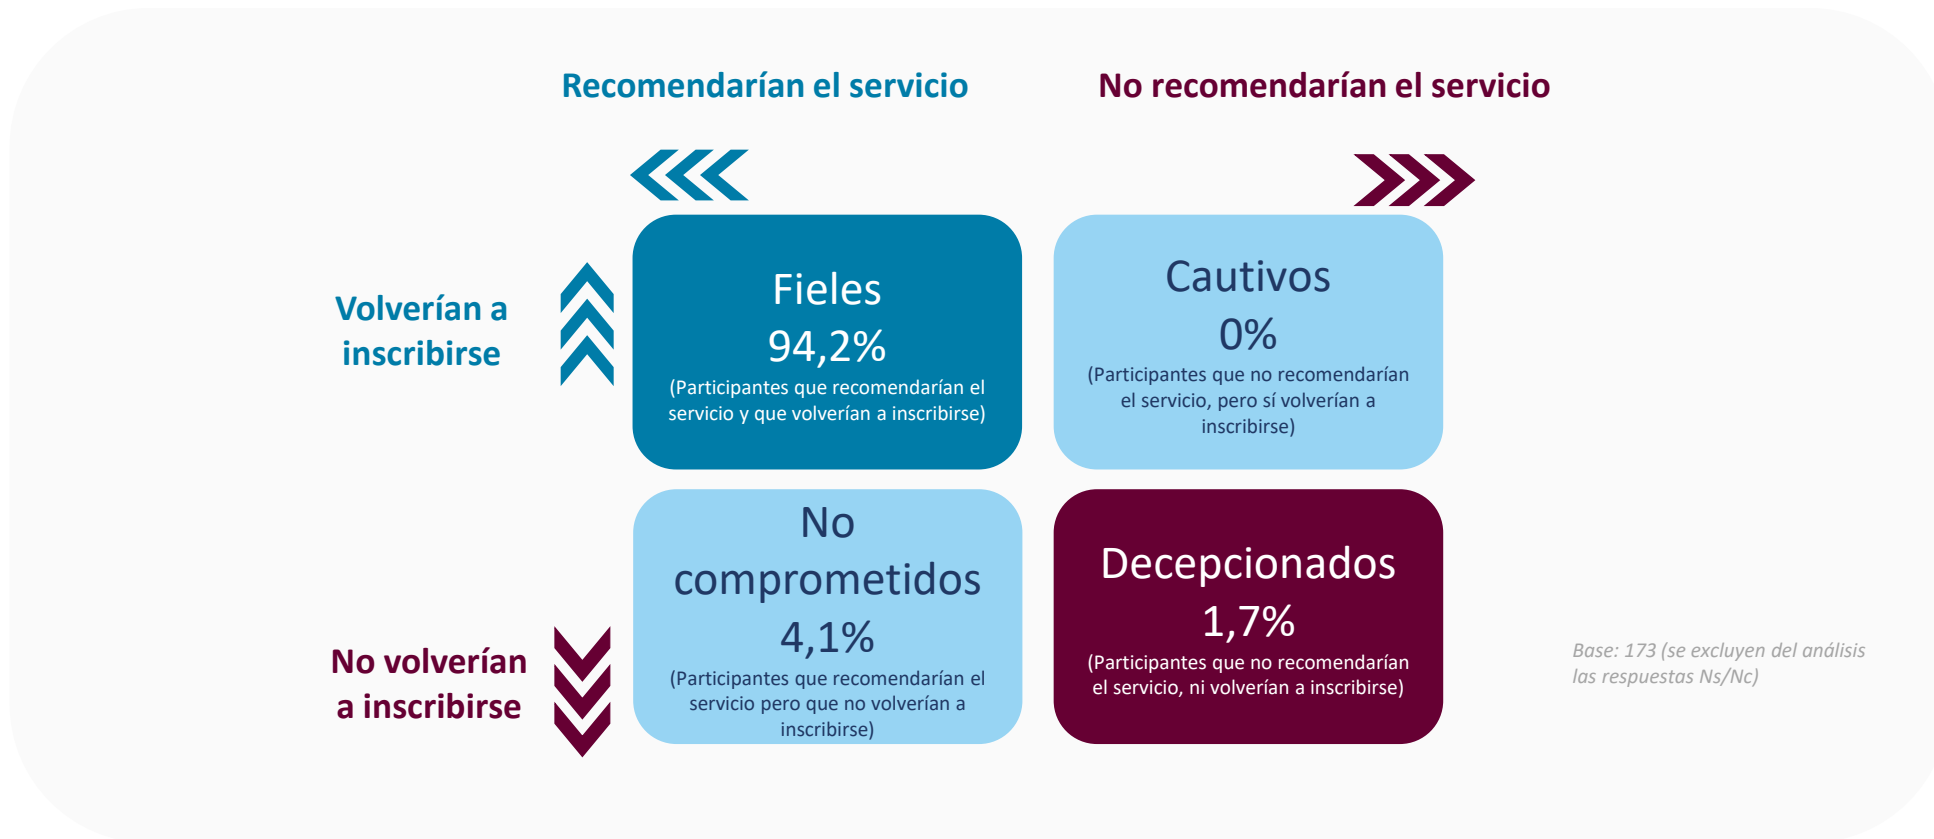 Recomendarían el servicio
No recomendarían el servicio
Volverían a
inscribirse
Fieles
94,2%
(Participantes que recomendarían el
servicio y que volverían a inscribirse)
Cautivos
0%
(Participantes que no recomendarían
el servicio, pero sí volverían a
inscribirse)
No volverían
a inscribirse
No
comprometidos
4,1%
(Participantes que recomendarían el
servicio pero que no volverían a
inscribirse)
Decepcionados
1,7%
(Participantes que no recomendarían
el servicio, ni volverían a inscribirse)
Base: 173 (se excluyen del análisis
las respuestas Ns/Nc)